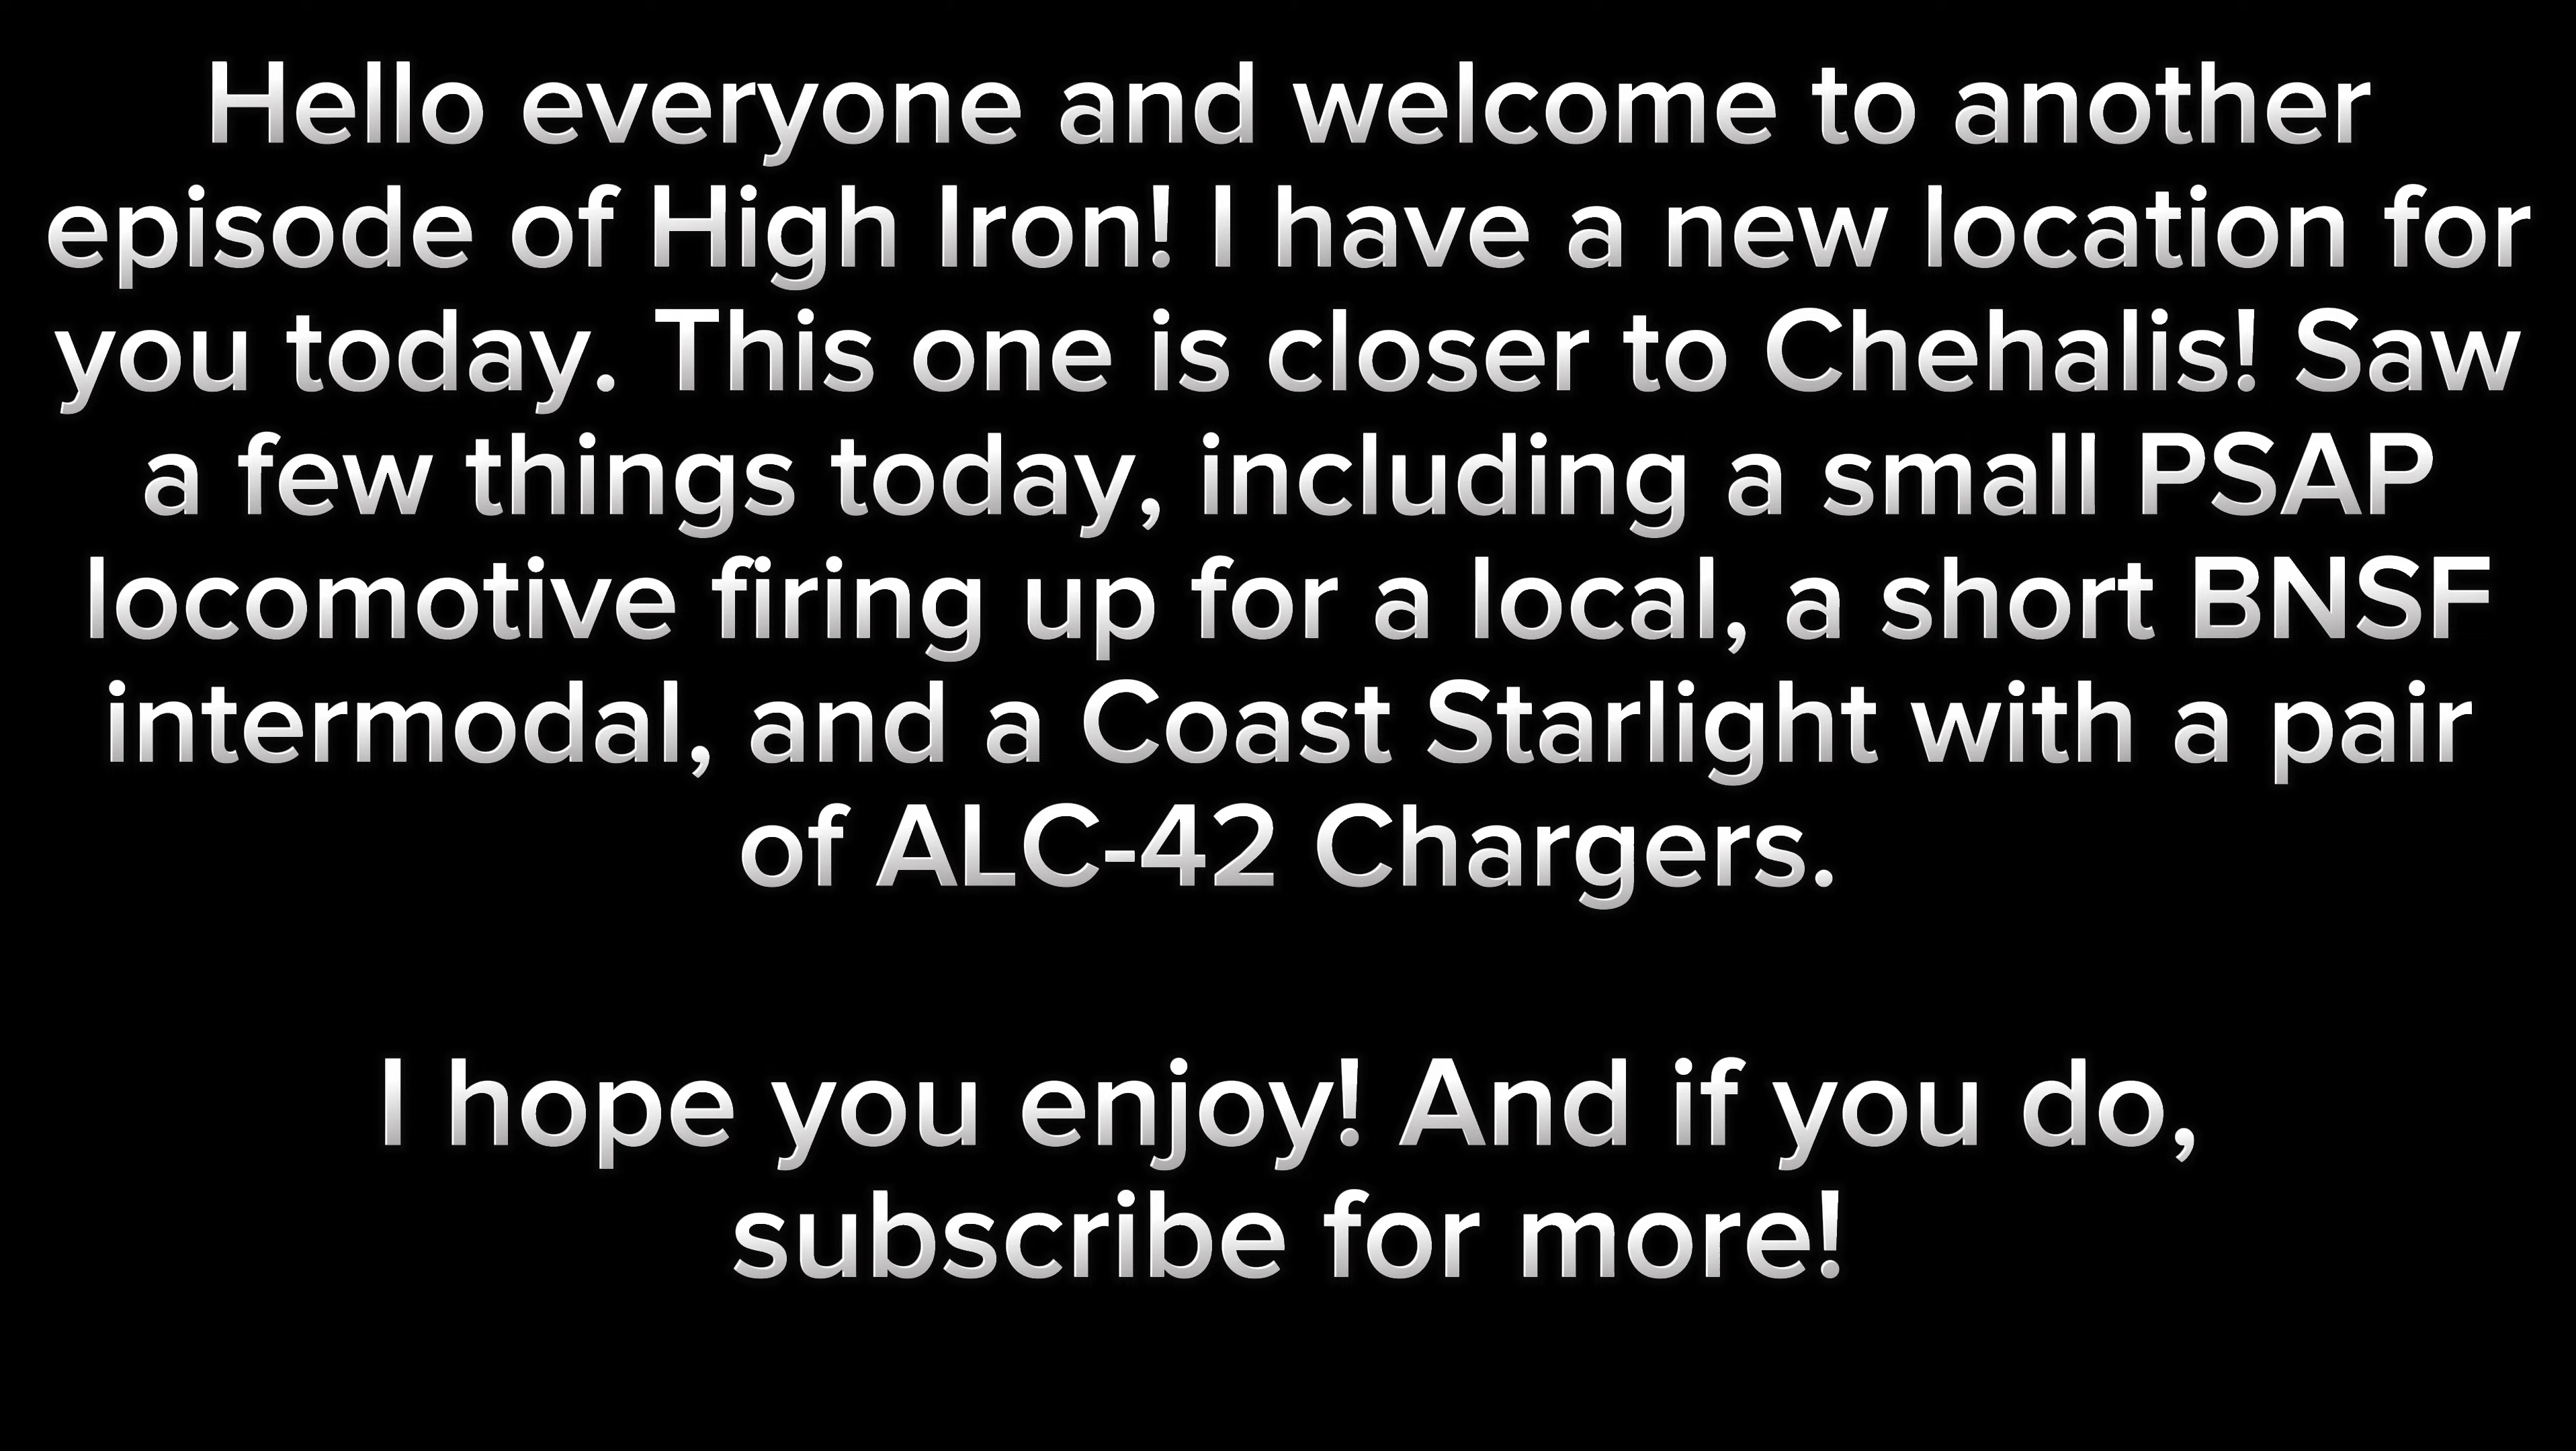 Hello everyone and welcome to another
episode of High Iron! I have a new location for
you today. This one is closer to Chehalis! Saw
a few things today, including a small PSAP
locomotive firing up for a local, a short BNSF
intermodal, and a Coast Starlight with a pair
of ALC-42 Chargers.
I hope you enjoy! And if you do,
subscribe for more!